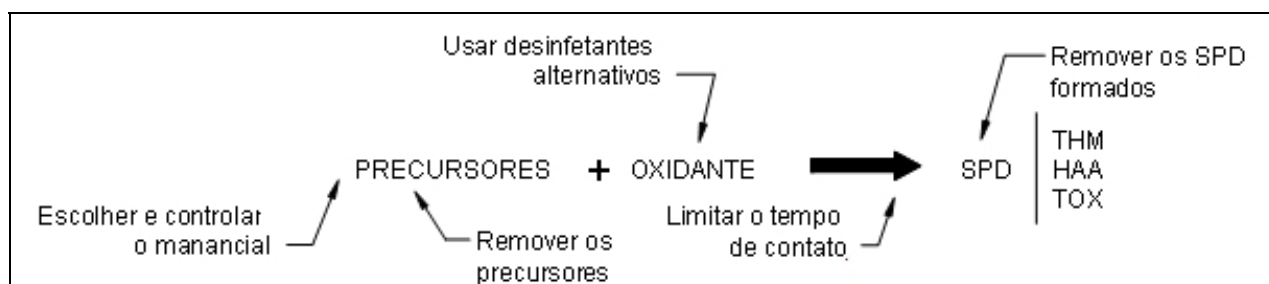 Usar desinfetantes
alternativos
Remover os SPD
formados
PRECURSORES + OXIDANTE SPD
THM
HAA
TOX
Escolher e controlar
o manancial
Remover os
precursores
Limitar o tempo
de contato